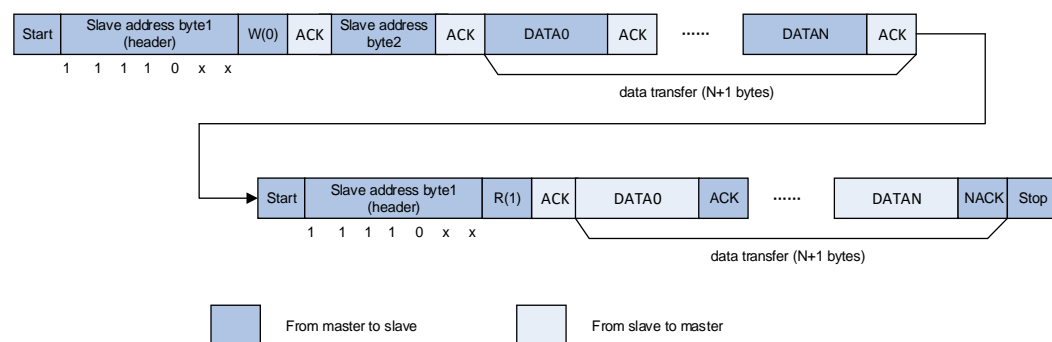 Start Slave address byte1 (header) W(0) ACK Slave address byte2 ACK DATA0 ACK ...... DATAN ACK
1 1 1 1 0 x x
data transfer (N+1 bytes)
Start Slave address byte1 (header) R(1) ACK DATA0 ACK ...... DATAN NACK Stop
1 1 1 1 0 x x
data transfer (N+1 bytes)
From master to slave From slave to master